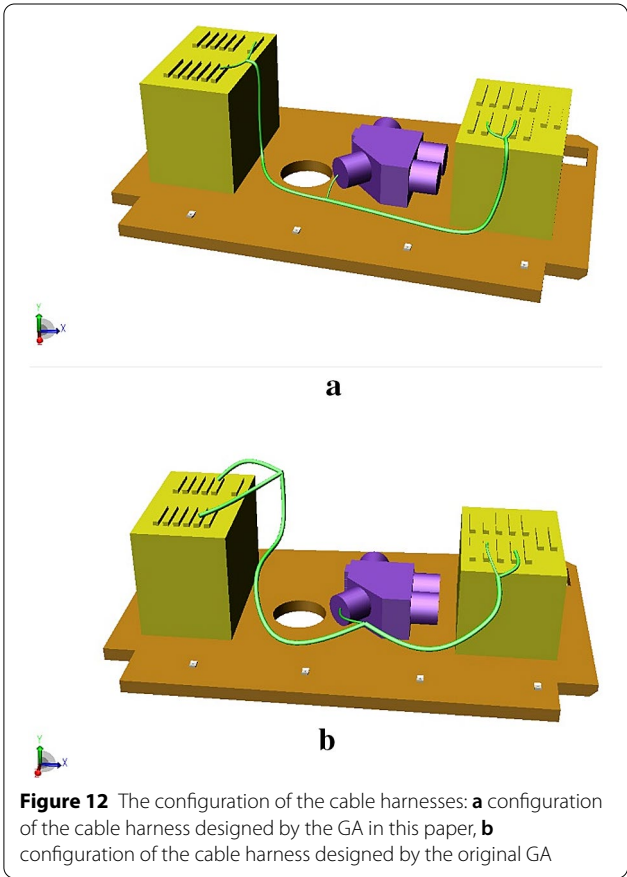 Y
X
a
Y
X
b
Figure 12 The configuration of the cable harnesses: a configuration
of the cable harness designed by the GA in this paper, b
configuration of the cable harness designed by the original GA